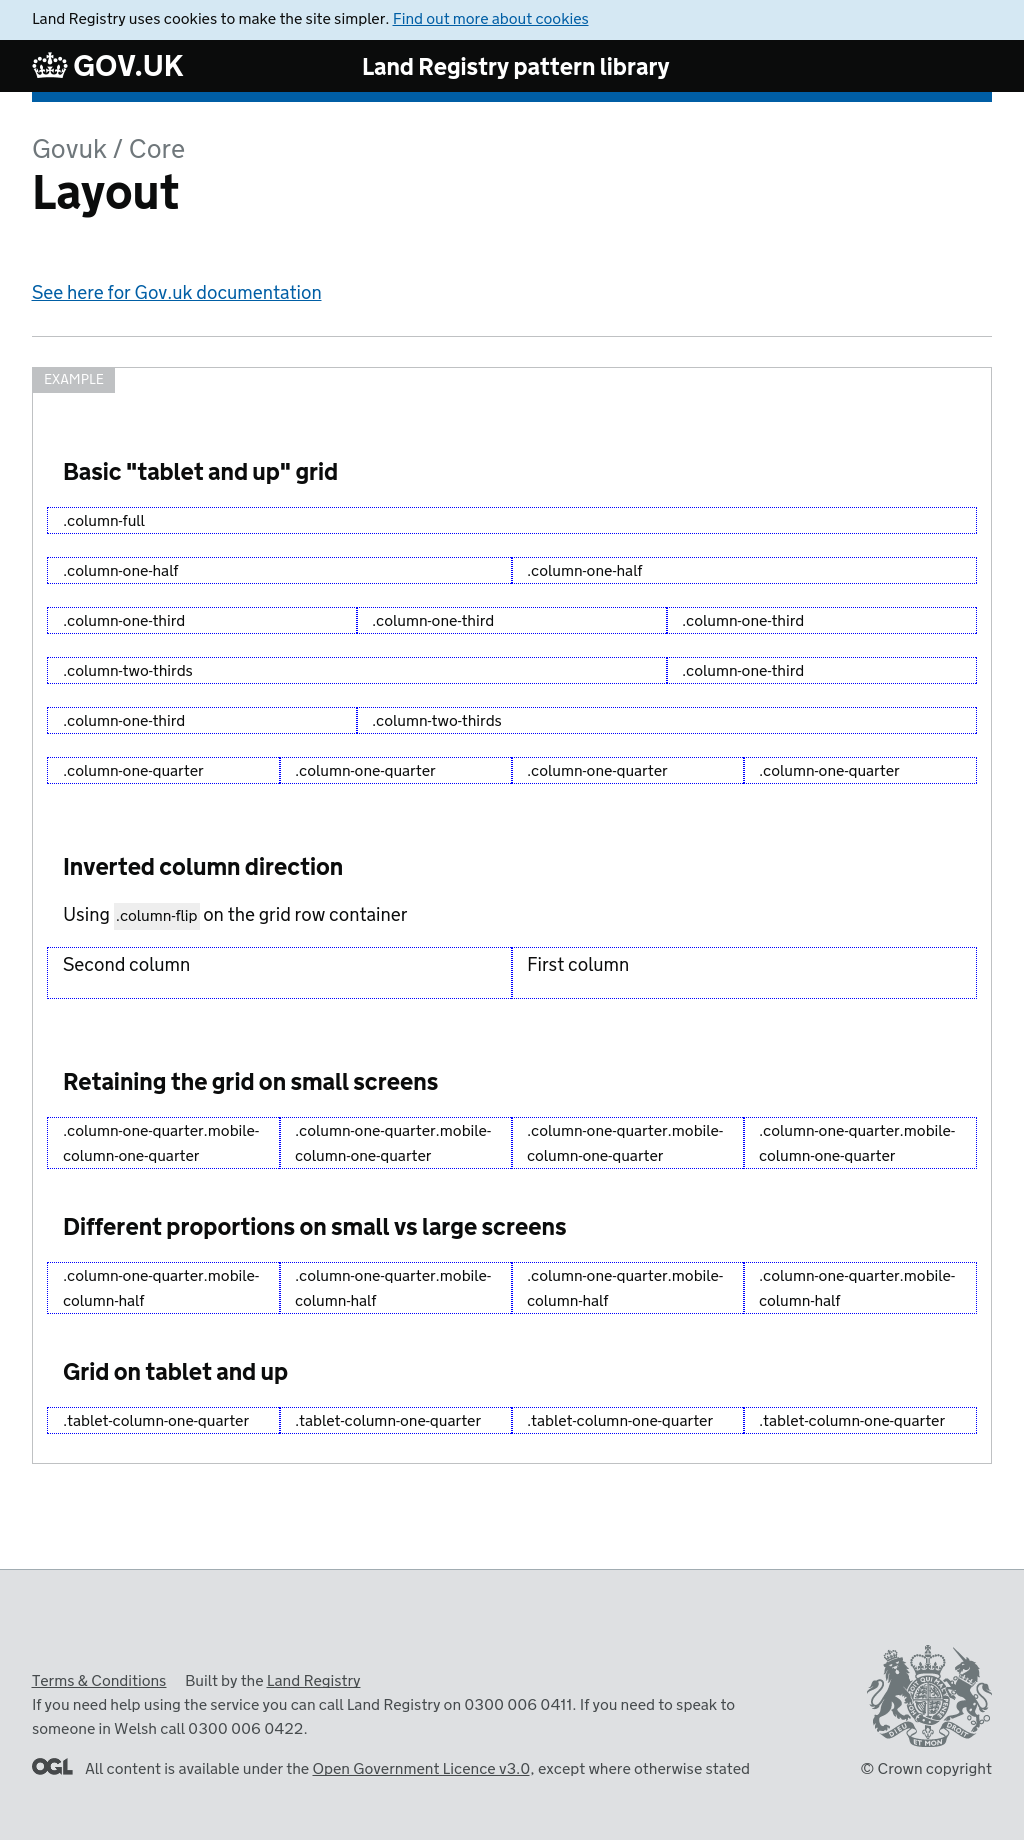 Land Registry uses cookies to make the site simpler. Find out more about cookies
GOV.UK
Land Registry pattern library
Govuk / Core
Layout
See here for Gov.uk documentation
EXAMPLE
Basic "tablet and up" grid
.column-full
.column-one-half .column-one-half
.column-one-third .column-one-third .column-one-third
.column-two-thirds .column-one-third
.column-one-third .column-two-thirds
.column-one-quarter .column-one-quarter .column-one-quarter .column-one-quarter
Inverted column direction
Using .column-flip on the grid row container
Second column First column
Retaining the grid on small screens
.column-one-quarter.mobile- .column-one-quarter.mobile- .column-one-quarter.mobile- .column-one-quarter.mobile-
column-one-quarter column-one-quarter column-one-quarter column-one-quarter
Different proportions on small vs large screens
.column-one-quarter.mobile- .column-one-quarter.mobile- .column-one-quarter.mobile- .column-one-quarter.mobile-
column-half column-half column-half column-half
Grid on tablet and up
.tablet-column-one-quarter .tablet-column-one-quarter .tablet-column-one-quarter .tablet-column-one-quarter
Terms & Conditions Built by the Land Registry
If you need help using the service you can call Land Registry on 0300 006 0411. If you need to speak to
someone in Welsh call 0300 006 0422.
DIEU ET MON DROIT
OGL All content is available under the Open Government Licence v3.0, except where otherwise stated
© Crown copyright